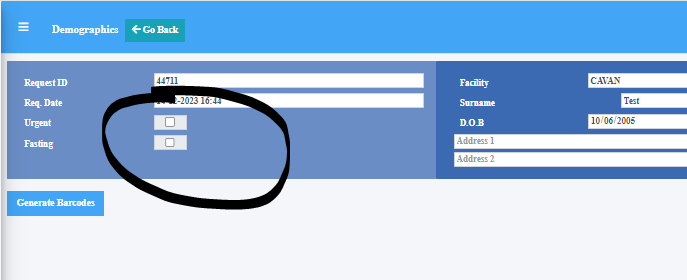 Demographics Go Back
Request ID 44711
Req. Date 2-2023 16:44
Urgent
Fasting
Facility CAVAN
Surname Test
D.O.B 10/06/2005
Address 1
Address 2
Generate Barcodes